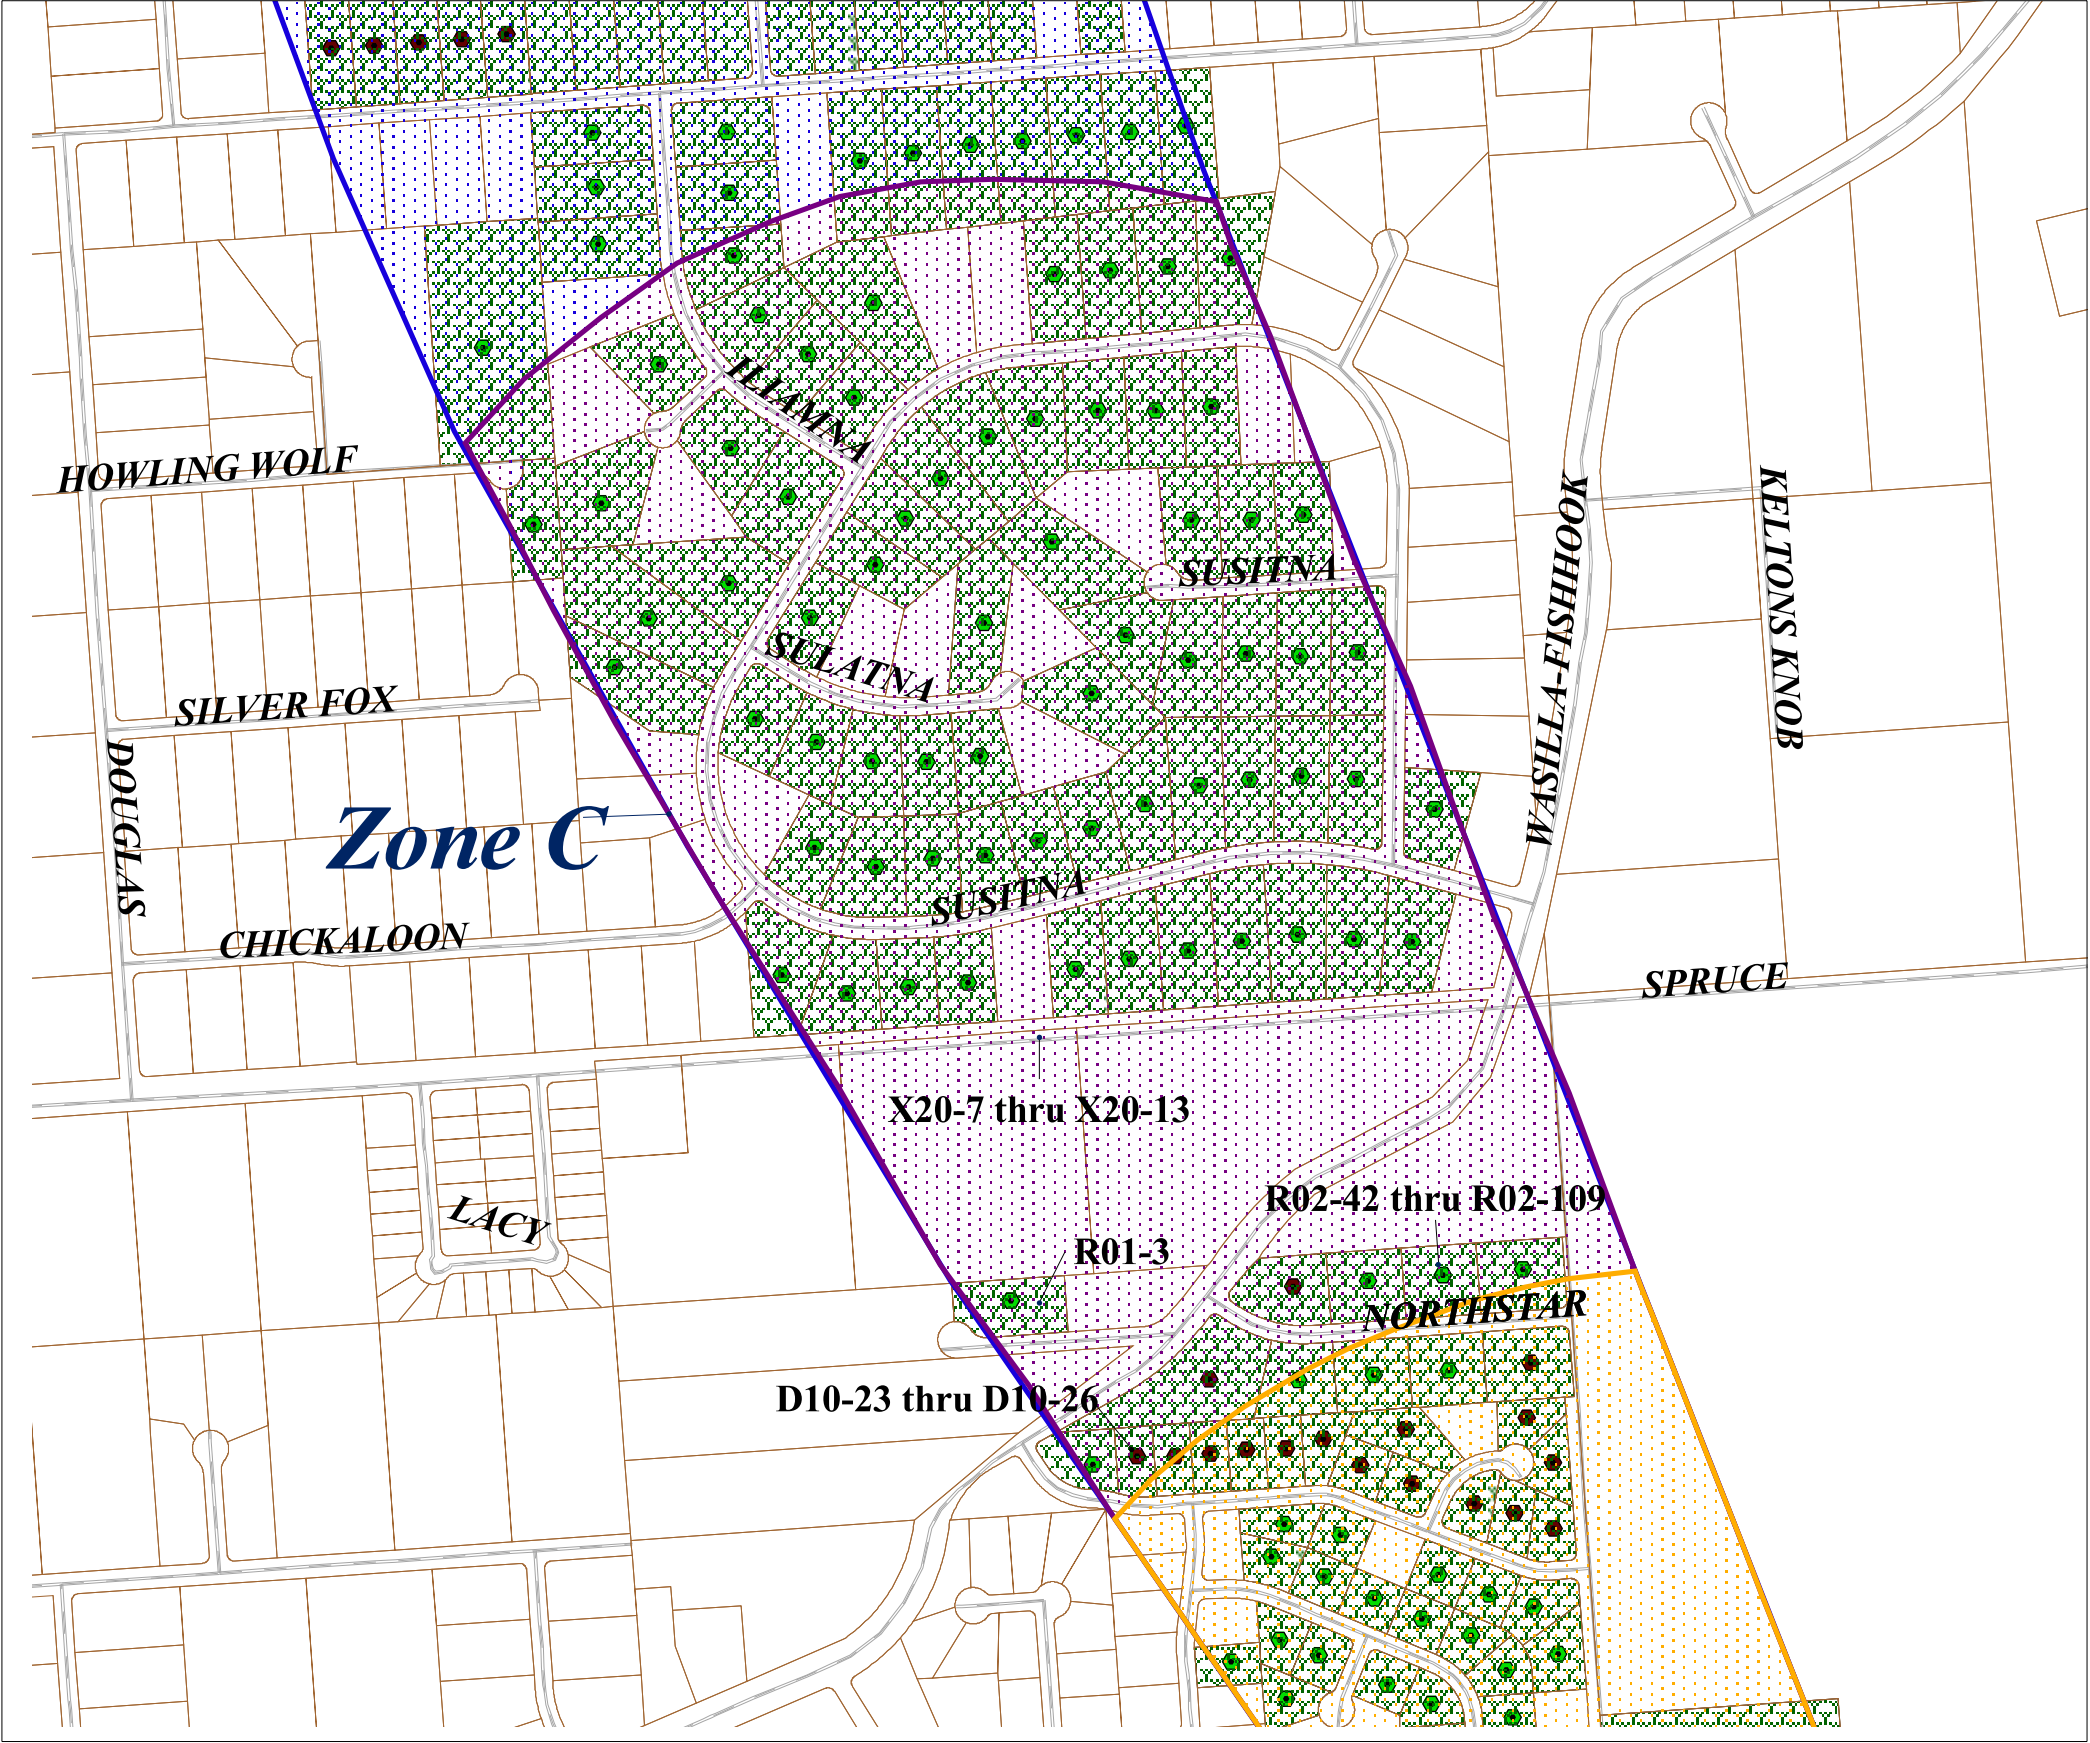 ILIAMNA
HOWLING WOLF
SUSITNA
WASILLA-FISHHOOK
KELTONS KNOB
SULATNA
SILVER FOX
DOUGLAS
Zone C
SUSITNA
CHICKALOON
SPRUCE
X20-7 thru X20-13
R02-42 thru R02-109
LACY
R01-3
NORTHSTAR
D10-23 thru D10-26